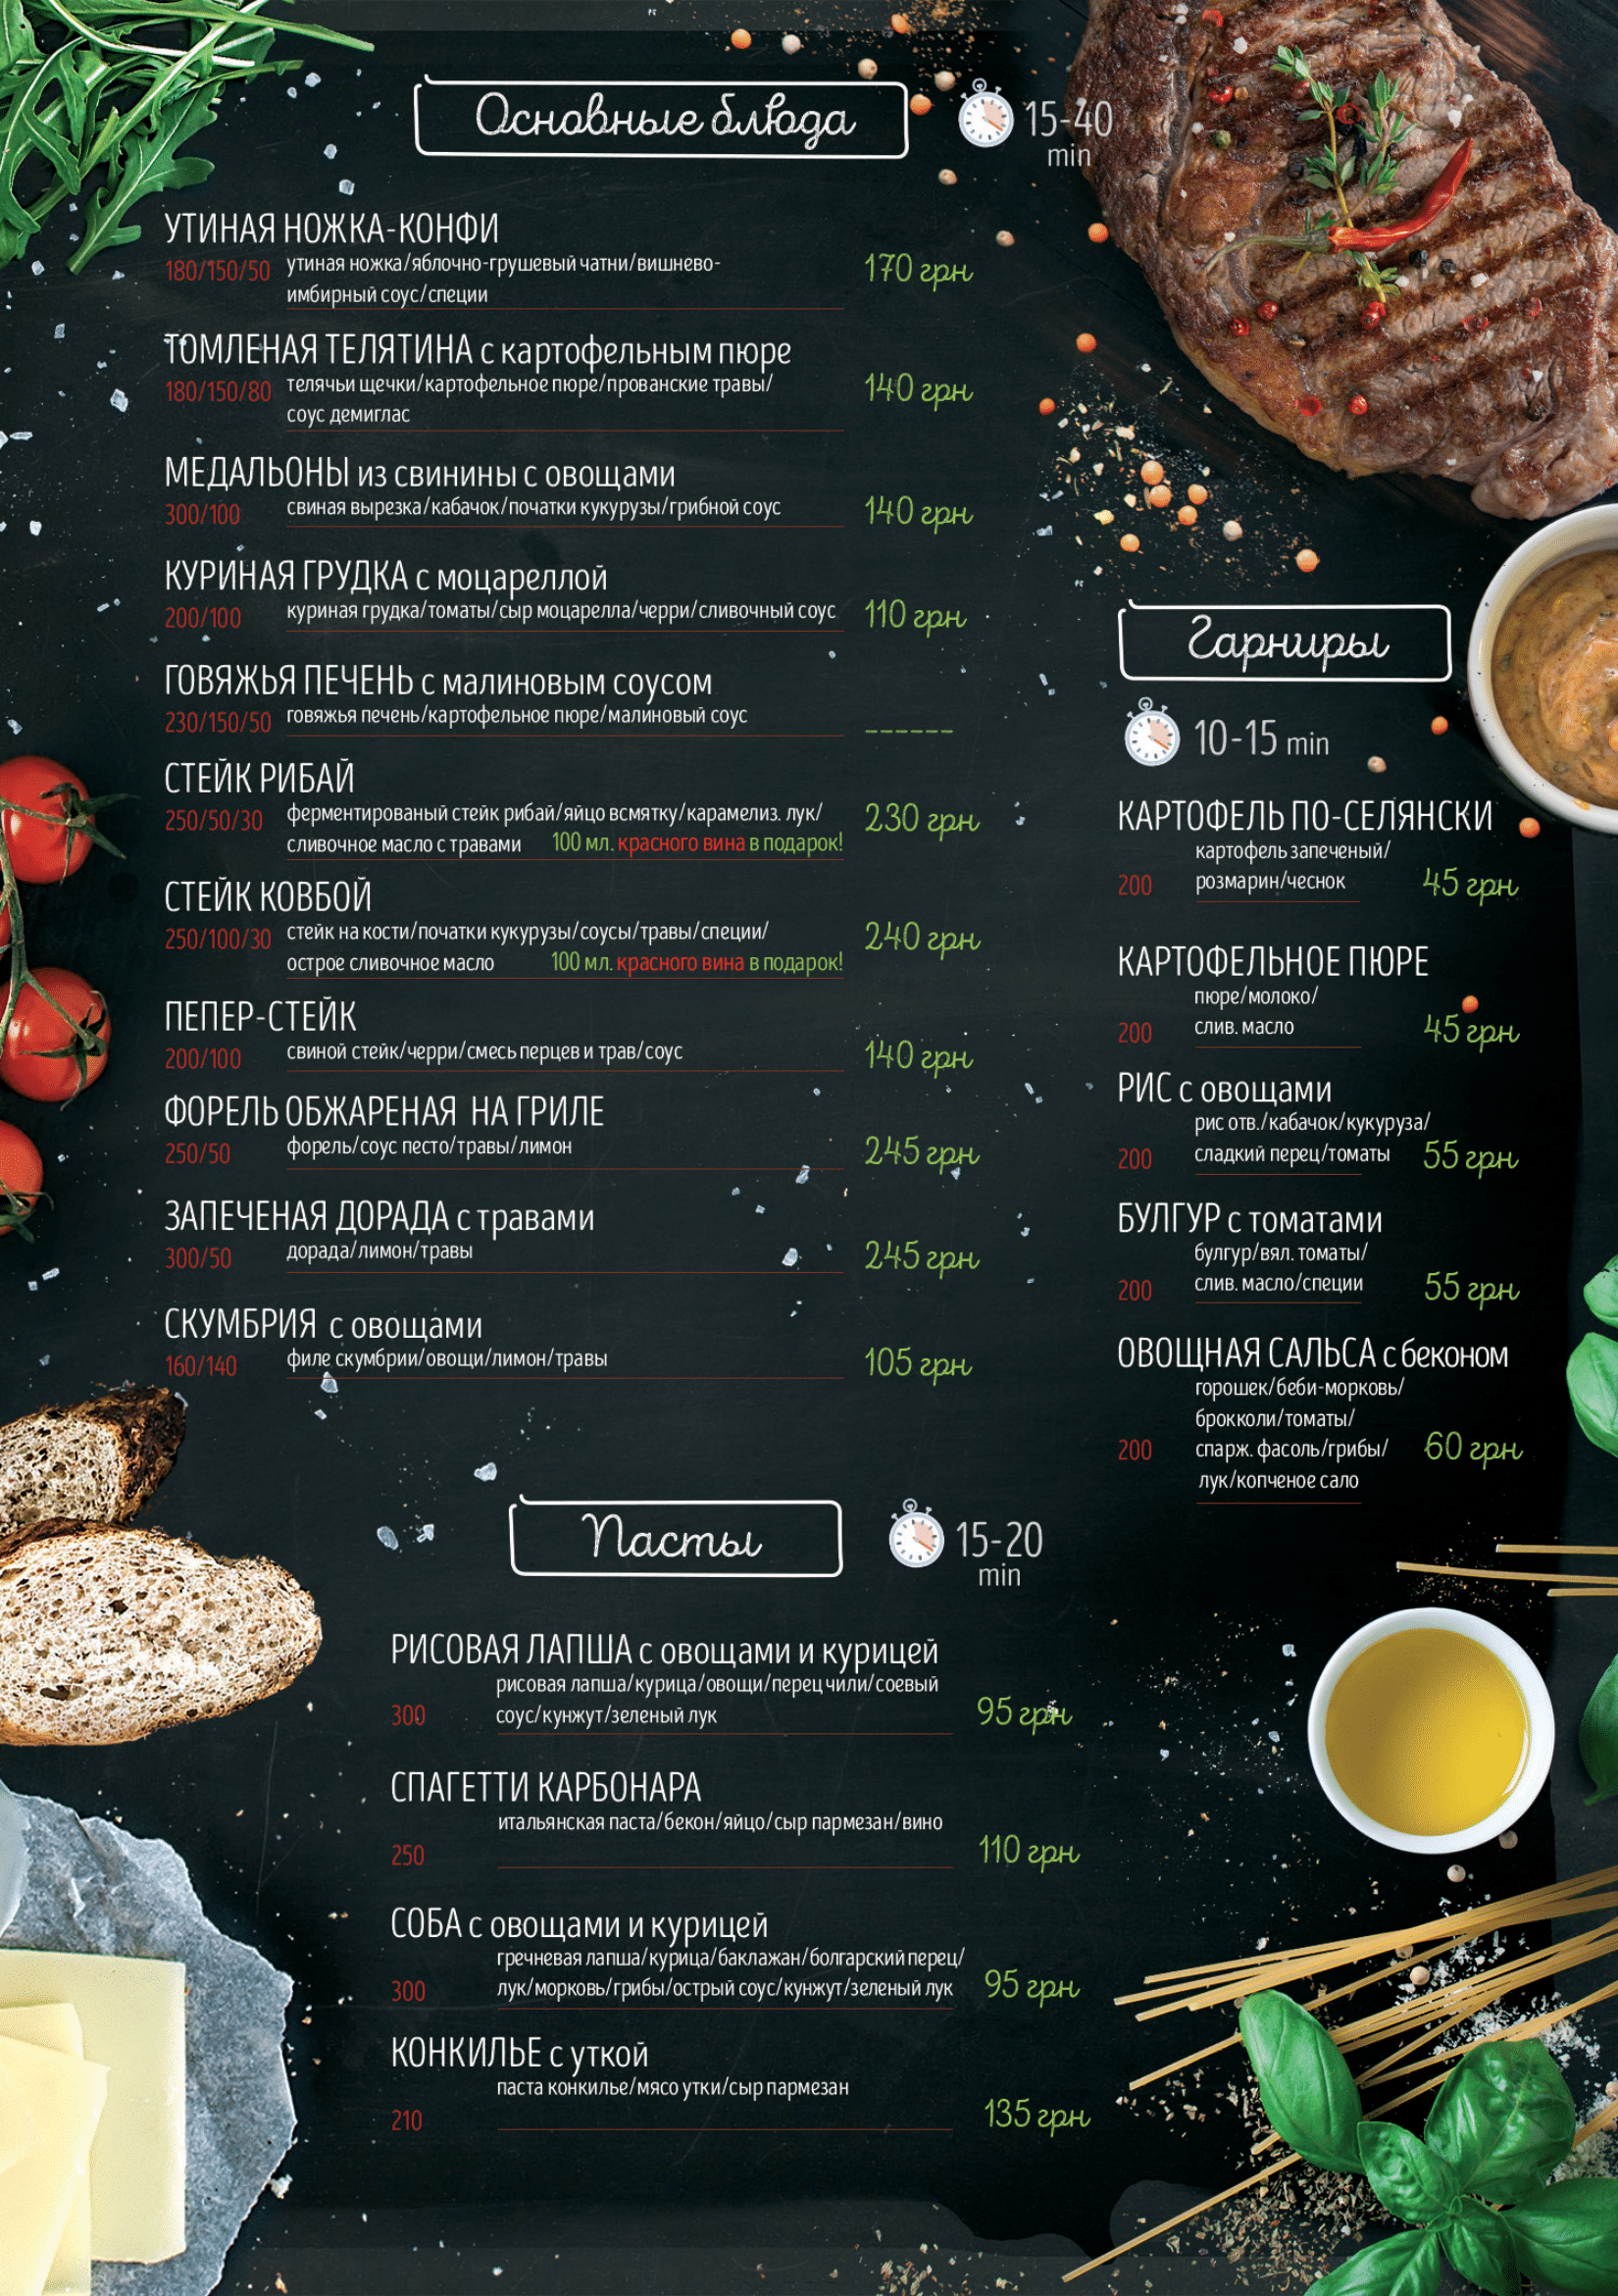 Основные блюда
15-40
min
УТИНАЯ НОЖКА-КОНФИ
180/150/50 утиная ножка/яблочно-грушевый чатни/вишнево-
имбирный соус/специи
170 грн
ТОМЛЕНАЯ ТЕЛЯТИНА с картофельным пюре
180/150/80 телячьи щечки/картофельное пюре/прованские травы/
соус демиглас
140 грн
МЕДАЛЬОНЫ из свинины с овощами
300/100 свиная вырезка/кабачок/початки кукурузы/грибной соус
140 грн
КУРИНАЯ ГРУДКА с моцареллой
200/100 куриная грудка/томаты/сыр моцарелла/черри/сливочный соус
110 грн
ГОВЯЖЬЯ ПЕЧЕНЬ с малиновым соусом
230/150/50 говяжья печень/картофельное пюре/малиновый соус
------
СТЕЙК РИБАЙ
250/50/30 ферментированый стейк рибай/яйцо всмятку/карамелиз. лук/
сливочное масло с травами 100 мл. красного вина в подарок!
230 грн
СТЕЙК КОВБОЙ
250/100/30 стейк на кости/початки кукурузы/соусы/травы/специи/
острое сливочное масло 100 мл. красного вина в подарок!
240 грн
ПЕПЕР-СТЕЙК
200/100 свиной стейк/черри/смесь перцев и трав/соус
140 грн
ФОРЕЛЬ ОБЖАРЕНАЯ НА ГРИЛЕ
250/50 форель/соус песто/травы/лимон
245 грн
ЗАПЕЧЕНАЯ ДОРАДА с травами
300/50 дорада/лимон/травы
245 грн
СКУМБРИЯ с овощами
160/140 филе скумбрии/овощи/лимон/травы
105 грн
Гарниры
10-15 min
КАРТОФЕЛЬ ПО-СЕЛЯНСКИ
картофель запеченый/
200 розмарин/чеснок 45 грн
КАРТОФЕЛЬНОЕ ПЮРЕ
пюре/молоко/
200 слив. масло 45 грн
РИС с овощами
рис отв./кабачок/кукуруза/
200 сладкий перец/томаты 55 грн
БУЛГУР с томатами
булгур/вял. томаты/
200 слив. масло/специи 55 грн
ОВОЩНАЯ САЛЬСА с беконом
горошек/беби-морковь/
брокколи/томаты/
200 спарж. фасоль/грибы/ 60 грн
лук/копченое сало
Пасты
15-20
min
РИСОВАЯ ЛАПША с овощами и курицей
рисовая лапша/курица/овощи/перец чили/соевый
300 соус/кунжут/зеленый лук 95 грн
СПАГЕТТИ КАРБОНАРА
итальянская паста/бекон/яйцо/сыр пармезан/вино
250 110 грн
СОБА с овощами и курицей
гречневая лапша/курица/баклажан/болгарский перец/
300 лук/морковь/грибы/острый соус/кунжут/зеленый лук 95 грн
КОНКИЛЬЕ с уткой
паста конкилье/мясо утки/сыр пармезан
210 135 грн